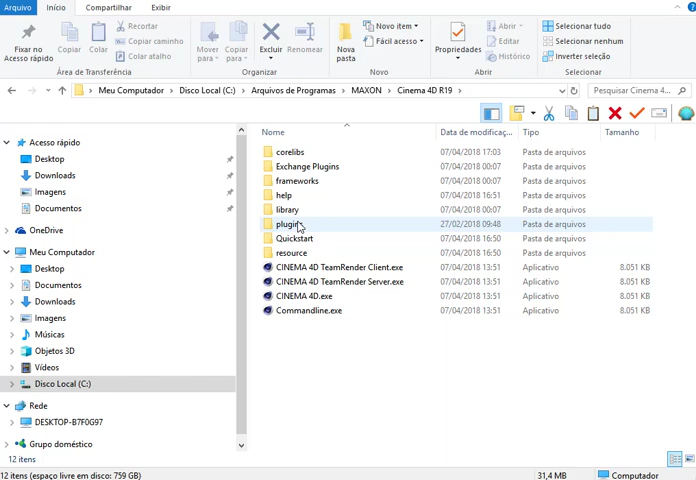 Arquivo Início Compartilhar Exibir
Fixar no Acesso rápido
Copiar
Colar
Recortar
Copiar caminho
Colar atalho
Área de Transferência
Mover para
Copiar para
Excluir
Renomear
Organizar
Nova pasta
Novo item
Fácil acesso
Novo
Propriedades
Abrir
Editar
Histórico
Abrir
Selecionar tudo
Selecionar nenhum
Inverter seleção
Selecionar
Meu Computador > Disco Local (C:) > Arquivos de Programas > MAXON > Cinema 4D R19 >
Pesquisar Cinema 4...
Acesso rápido
Desktop
Downloads
Imagens
Documentos
OneDrive
Meu Computador
Desktop
Documentos
Downloads
Imagens
Músicas
Objetos 3D
Vídeos
Disco Local (C:)
Rede
DESKTOP-B7F0G97
Grupo doméstico
Nome Data de modificaç... Tipo Tamanho
corelibs 07/04/2018 17:03 Pasta de arquivos
Exchange Plugins 07/04/2018 00:07 Pasta de arquivos
frameworks 07/04/2018 00:07 Pasta de arquivos
help 07/04/2018 16:51 Pasta de arquivos
library 07/04/2018 00:07 Pasta de arquivos
plugins 27/02/2018 09:48 Pasta de arquivos
Quickstart 07/04/2018 16:50 Pasta de arquivos
resource 07/04/2018 16:50 Pasta de arquivos
CINEMA 4D TeamRender Client.exe 07/04/2018 13:51 Aplicativo 8.051 KB
CINEMA 4D TeamRender Server.exe 07/04/2018 13:51 Aplicativo 8.051 KB
CINEMA 4D.exe 07/04/2018 13:51 Aplicativo 8.051 KB
Commandline.exe 07/04/2018 13:51 Aplicativo 8.051 KB
12 itens
12 itens (espaço livre em disco: 759 GB) 31,4 MB Computador